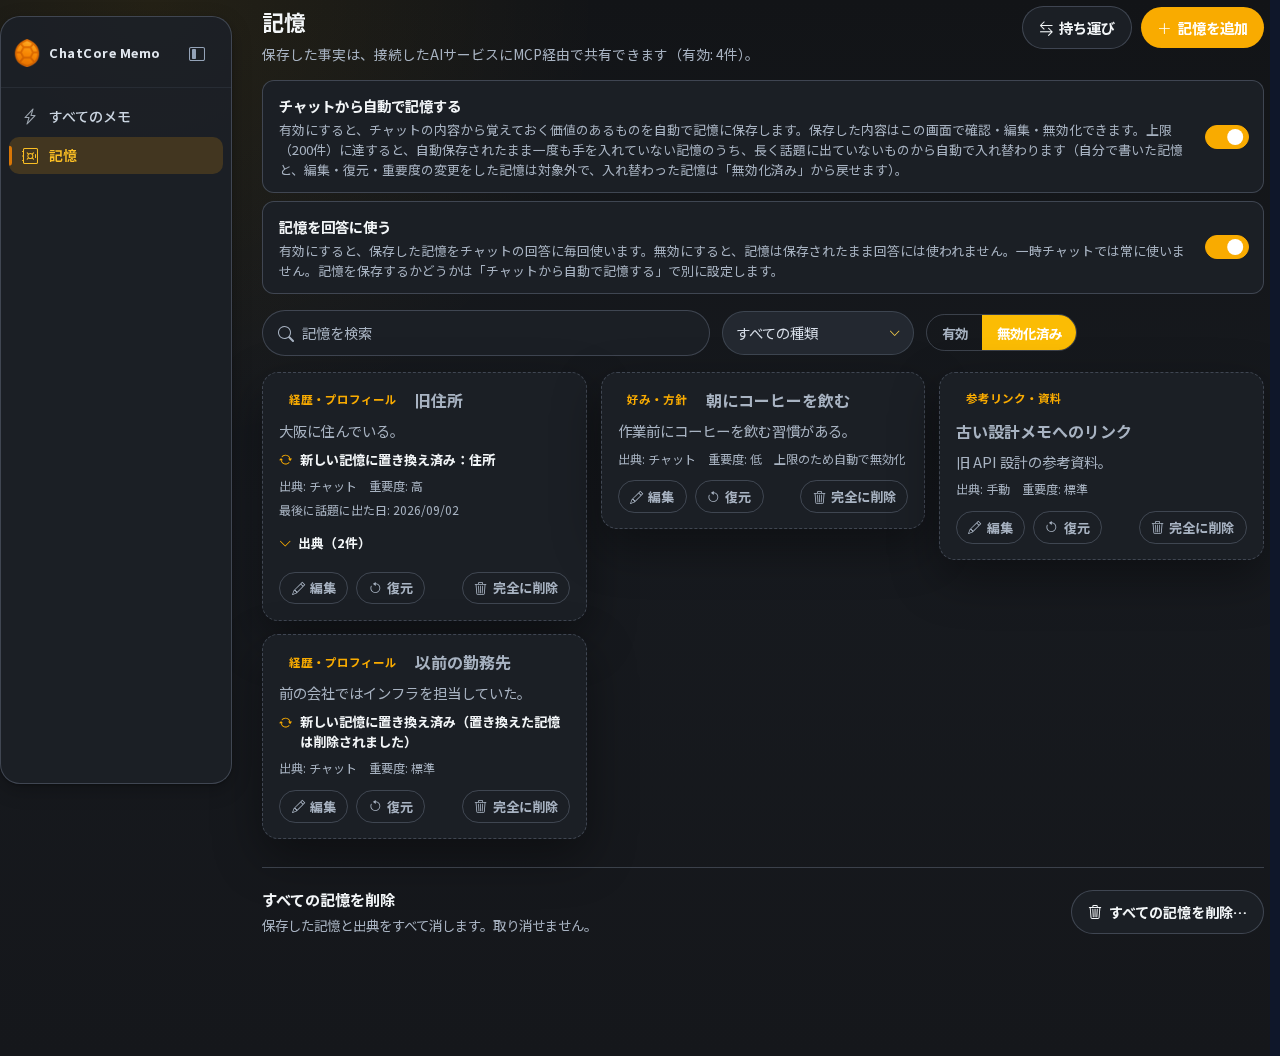 ChatCore Memo
すべてのメモ
記憶
記憶
保存した事実は、接続したAIサービスにMCP経由で共有できます（有効: 4件）。
持ち運び
記憶を追加
チャットから自動で記憶する
有効にすると、チャットの内容から覚えておく価値のあるものを自動で記憶に保存します。保存した内容はこの画面で確認・編集・無効化できます。上限
（200件）に達すると、自動保存されたまま一度も手を入れていない記憶のうち、長く話題に出ていないものから自動で入れ替わります（自分で書いた記憶
と、編集・復元・重要度の変更をした記憶は対象外で、入れ替わった記憶は「無効化済み」から戻せます）。
記憶を回答に使う
有効にすると、保存した記憶をチャットの回答に毎回使います。無効にすると、記憶は保存されたまま回答には使われません。一時チャットでは常に使いま
せん。記憶を保存するかどうかは「チャットから自動で記憶する」で別に設定します。
記憶を検索
すべての種類
有効
無効化済み
経歴・プロフィール 旧住所
大阪に住んでいる。
新しい記憶に置き換え済み：住所
出典: チャット 重要度: 高
最後に話題に出た日: 2026/09/02
出典（2件）
編集
復元
完全に削除
好み・方針 朝にコーヒーを飲む
作業前にコーヒーを飲む習慣がある。
出典: チャット 重要度: 低 上限のため自動で無効化
編集
復元
完全に削除
参考リンク・資料
古い設計メモへのリンク
旧 API 設計の参考資料。
出典: 手動 重要度: 標準
編集
復元
完全に削除
経歴・プロフィール 以前の勤務先
前の会社ではインフラを担当していた。
新しい記憶に置き換え済み（置き換えた記憶
は削除されました）
出典: チャット 重要度: 標準
編集
復元
完全に削除
すべての記憶を削除
保存した記憶と出典をすべて消します。取り消せません。
すべての記憶を削除…